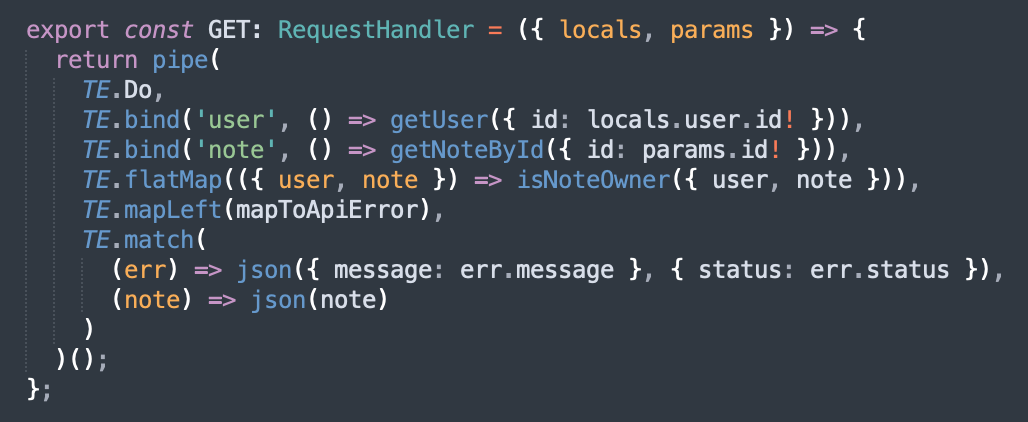 export const GET: RequestHandler = ({ locals, params }) => {
  return pipe(
    TE.Do,
    TE.bind('user', () => getUser({ id: locals.user.id! })),
    TE.bind('note', () => getNoteById({ id: params.id! })),
    TE.flatMap(({ user, note }) => isNoteOwner({ user, note })),
    TE.mapLeft(mapToApiError),
    TE.match(
      (err) => json({ message: err.message }, { status: err.status }),
      (note) => json(note)
    )
  )();
};